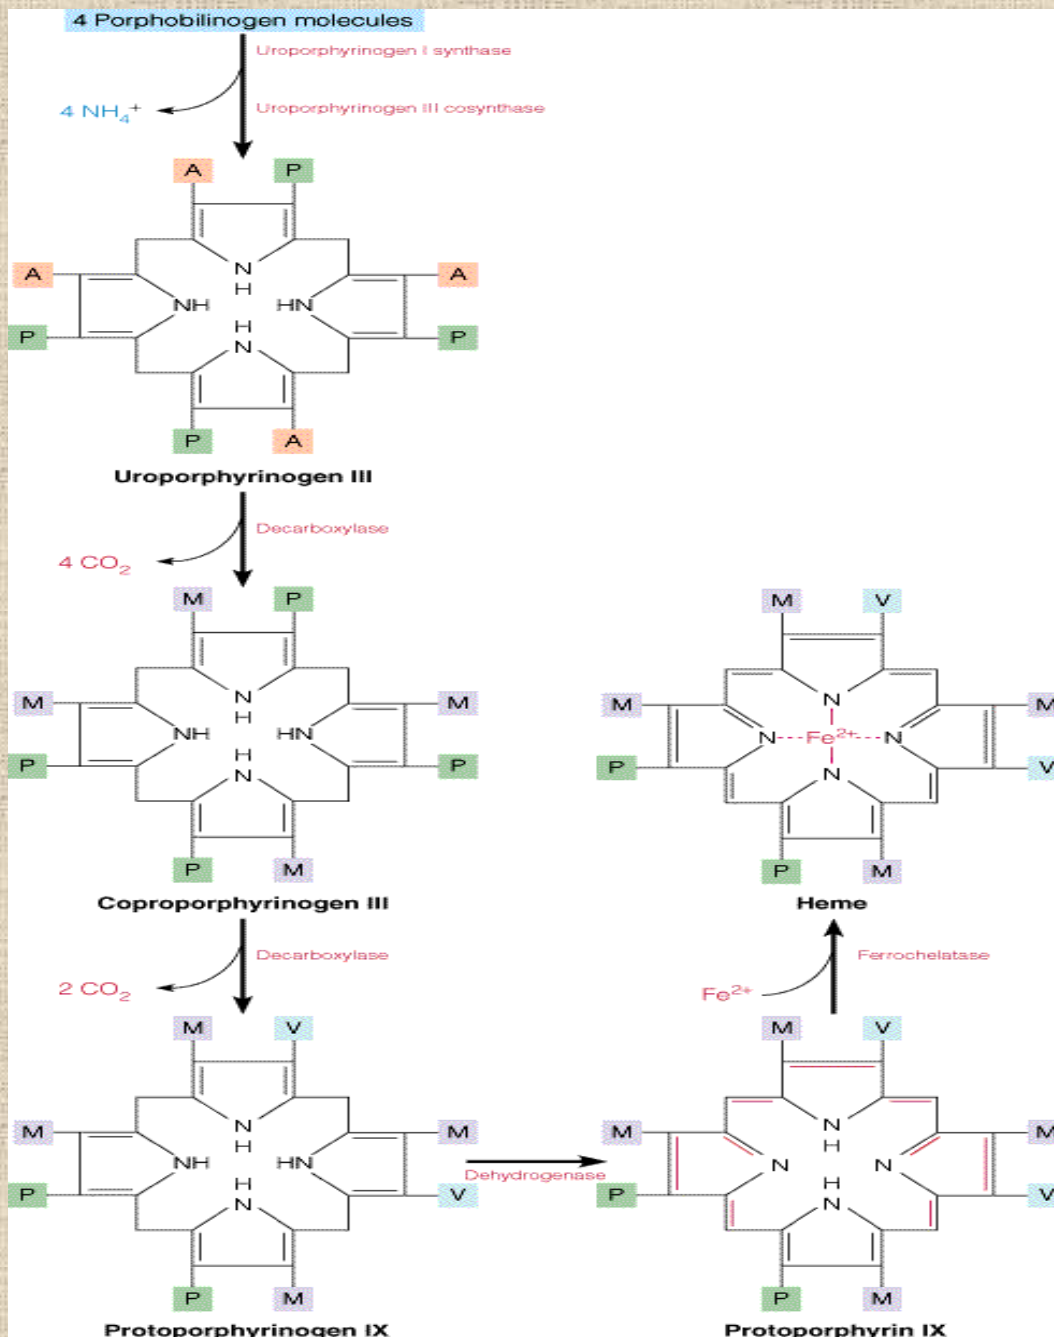 4 Porphobilinogen molecules
Uroporphyrinogen I synthase
4 NH₄⁺
Uroporphyrinogen III cosynthase
A P
N
H
A A
NH HN
P P
H
N
P A
Uroporphyrinogen III
Decarboxylase
4 CO₂
M P
N
H
M M
NH HN
P P
H
N
P M
Coproporphyrinogen III
M V
N
M M
N Fe²⁺ N
P V
N
P M
Heme
Decarboxylase
2 CO₂
Ferrochelatase
Fe²⁺
M V
N
H
M M
NH HN
P V
H
N
P M
Protoporphyrinogen IX
Dehydrogenase
M V
N
H
M M
N N
P V
H
N
P M
Protoporphyrin IX